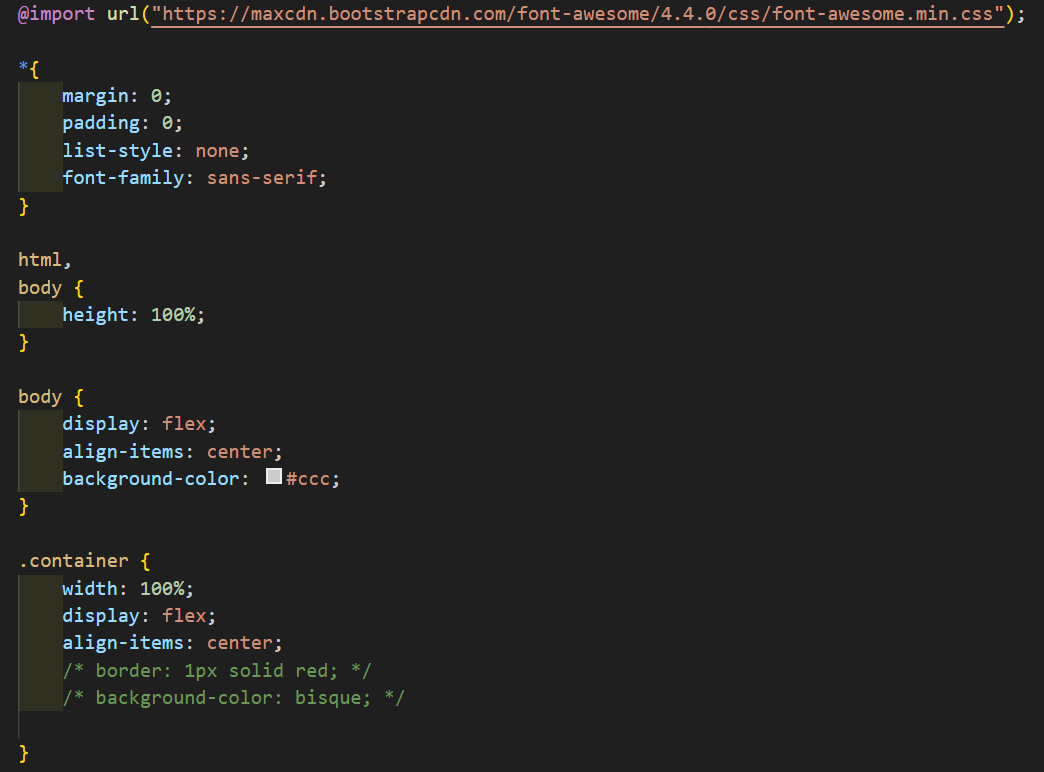 @import url("https://maxcdn.bootstrapcdn.com/font-awesome/4.4.0/css/font-awesome.min.css");

*{
    margin: 0;
    padding: 0;
    list-style: none;
    font-family: sans-serif;
}

html,
body {
    height: 100%;
}

body {
    display: flex;
    align-items: center;
    background-color: #ccc;
}

.container {
    width: 100%;
    display: flex;
    align-items: center;
    /* border: 1px solid red; */
    /* background-color: bisque; */

}